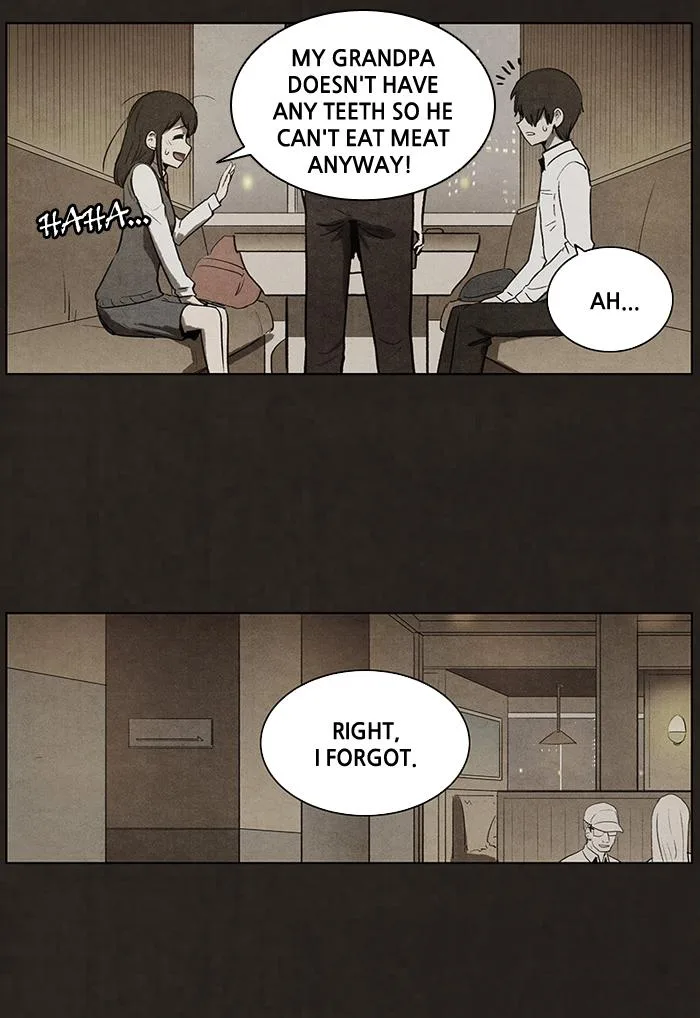 MY GRANDPA
DOESN'T HAVE
ANY TEETH SO HE
CAN'T EAT MEAT
ANYWAY!
HAHA...
AH...
RIGHT,
I FORGOT.